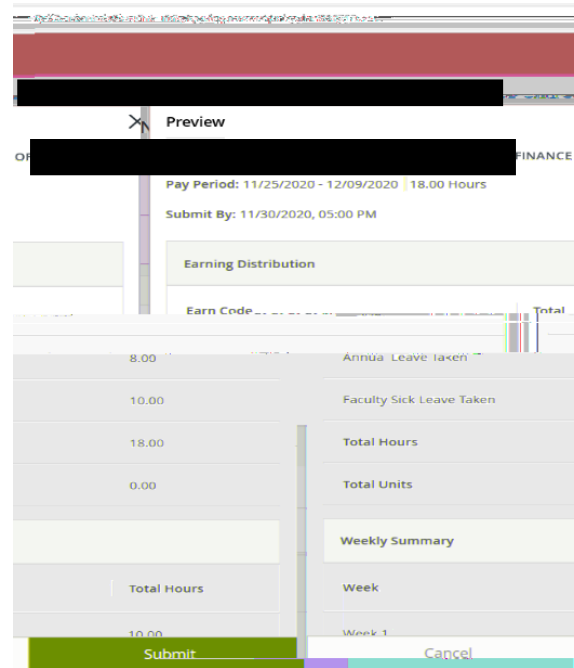 Preview
OF
FINANCE
Pay Period: 11/25/2020 - 12/09/2020 18.00 Hours
Submit By: 11/30/2020, 05:00 PM
Earning Distribution
Earn Code Total
8.00 Annual Leave Taken
10.00 Faculty Sick Leave Taken
18.00 Total Hours
0.00 Total Units
Weekly Summary
Total Hours Week
10.00 Week 1
Submit Cancel